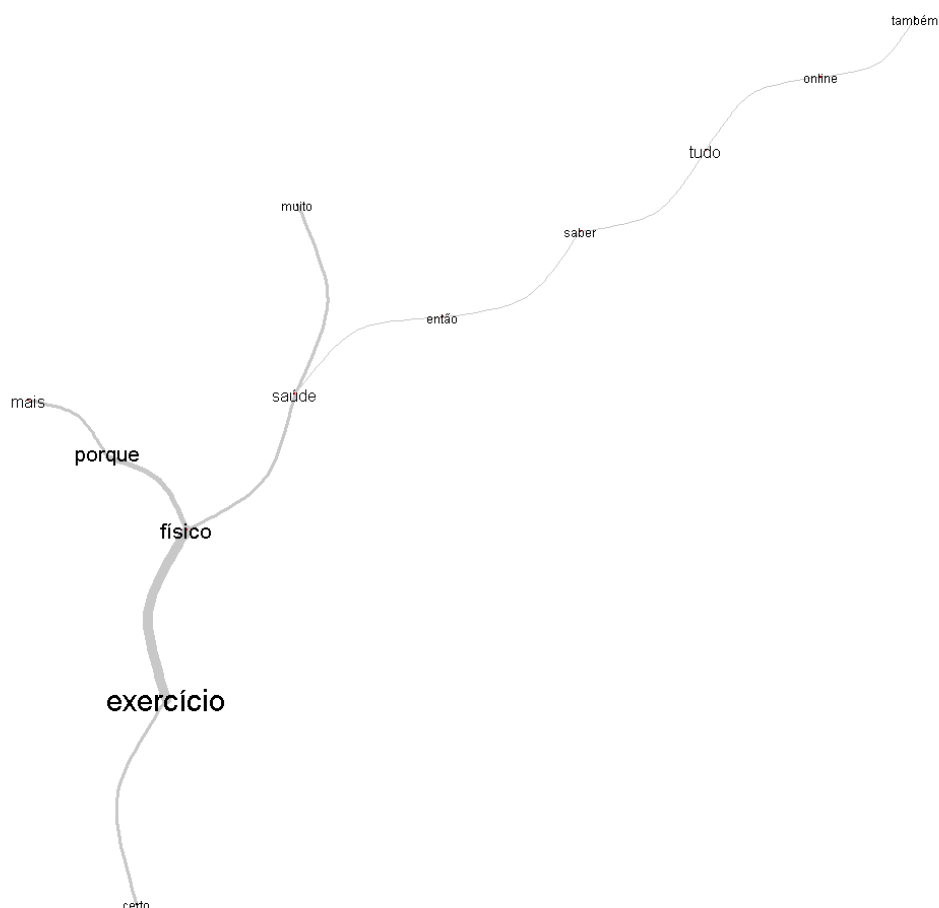 também
online
tudo
muito
saber
então
saúde
mais
porque
físico
exercício
certo